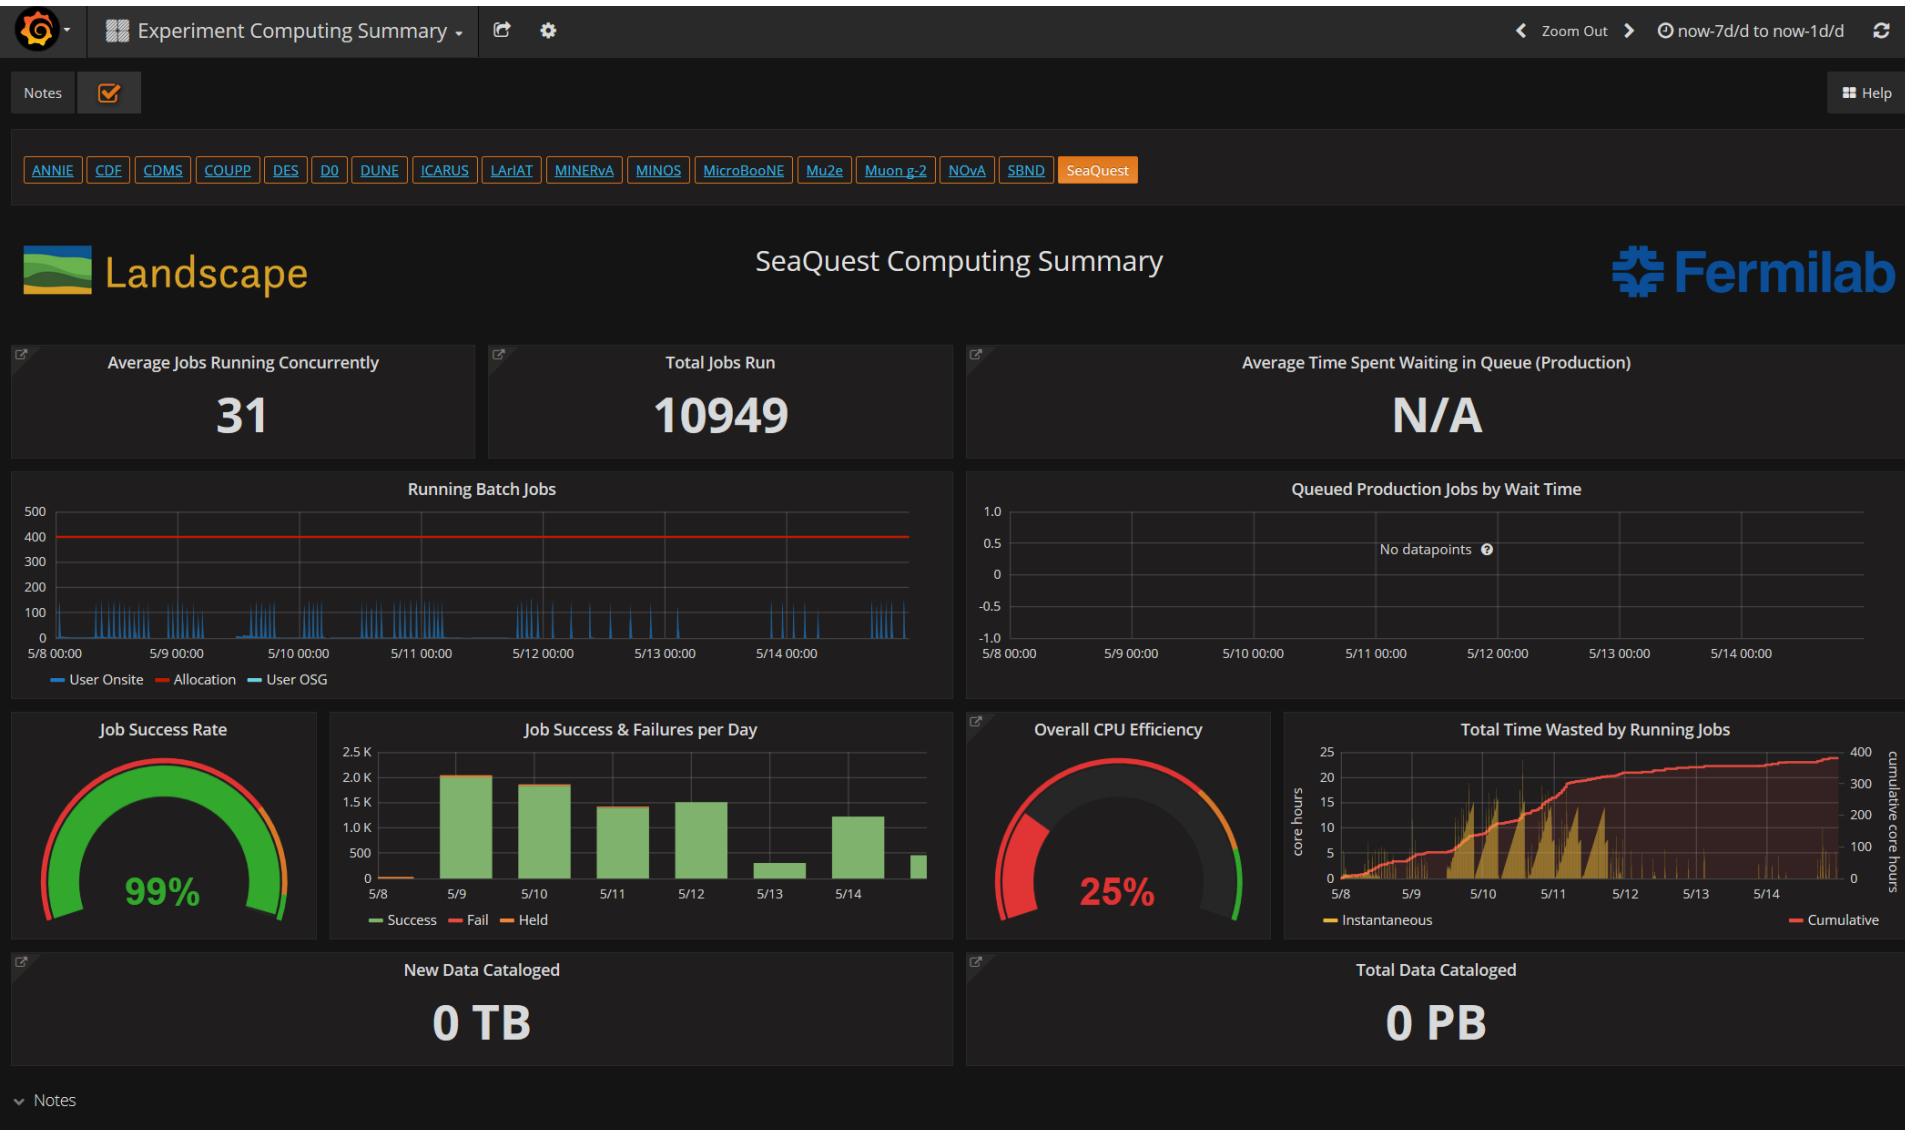 Experiment Computing Summary
Zoom Out
now-7d/d to now-1d/d
Notes
Help
ANNIE CDF CDMS COUPP DES D0 DUNE ICARUS LArIAT MINERvA MINOS MicroBooNE Mu2e Muon g-2 NOvA SBND SeaQuest
Landscape
SeaQuest Computing Summary
Fermilab
Average Jobs Running Concurrently
31
Total Jobs Run
10949
Average Time Spent Waiting in Queue (Production)
N/A
Running Batch Jobs
500
400
300
200
100
0
5/8 00:00 5/9 00:00 5/10 00:00 5/11 00:00 5/12 00:00 5/13 00:00 5/14 00:00
User Onsite Allocation User OSG
Queued Production Jobs by Wait Time
1.0
0.5
0
-0.5
-1.0
No datapoints
5/8 00:00 5/9 00:00 5/10 00:00 5/11 00:00 5/12 00:00 5/13 00:00 5/14 00:00
Job Success Rate
99%
Job Success & Failures per Day
2.5 K
2.0 K
1.5 K
1.0 K
500
0
5/8 5/9 5/10 5/11 5/12 5/13 5/14
Success Fail Held
Overall CPU Efficiency
25%
Total Time Wasted by Running Jobs
core hours
25
20
15
10
5
0
400
300
200
100
0
cumulative core hours
5/8 5/9 5/10 5/11 5/12 5/13 5/14
Instantaneous Cumulative
New Data Cataloged
0 TB
Total Data Cataloged
0 PB
Notes